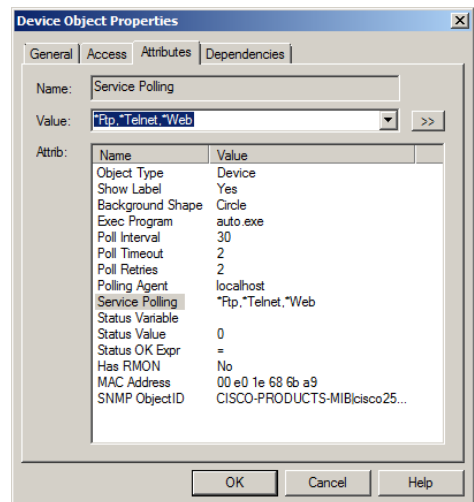 Device Object Properties
General Access Attributes Dependencies
Name: Service Polling
Value: *Ftp,*Telnet,*Web >>
Attrib: Name Value
Object Type Device
Show Label Yes
Background Shape Circle
Exec Program auto.exe
Poll Interval 30
Poll Timeout 2
Poll Retries 2
Polling Agent localhost
Service Polling *Ftp,*Telnet,*Web
Status Variable
Status Value 0
Status OK Expr =
Has RMON No
MAC Address 00 e0 1e 68 6b a9
SNMP ObjectID CISCO-PRODUCTS-MIB|cisco25...
OK Cancel Help